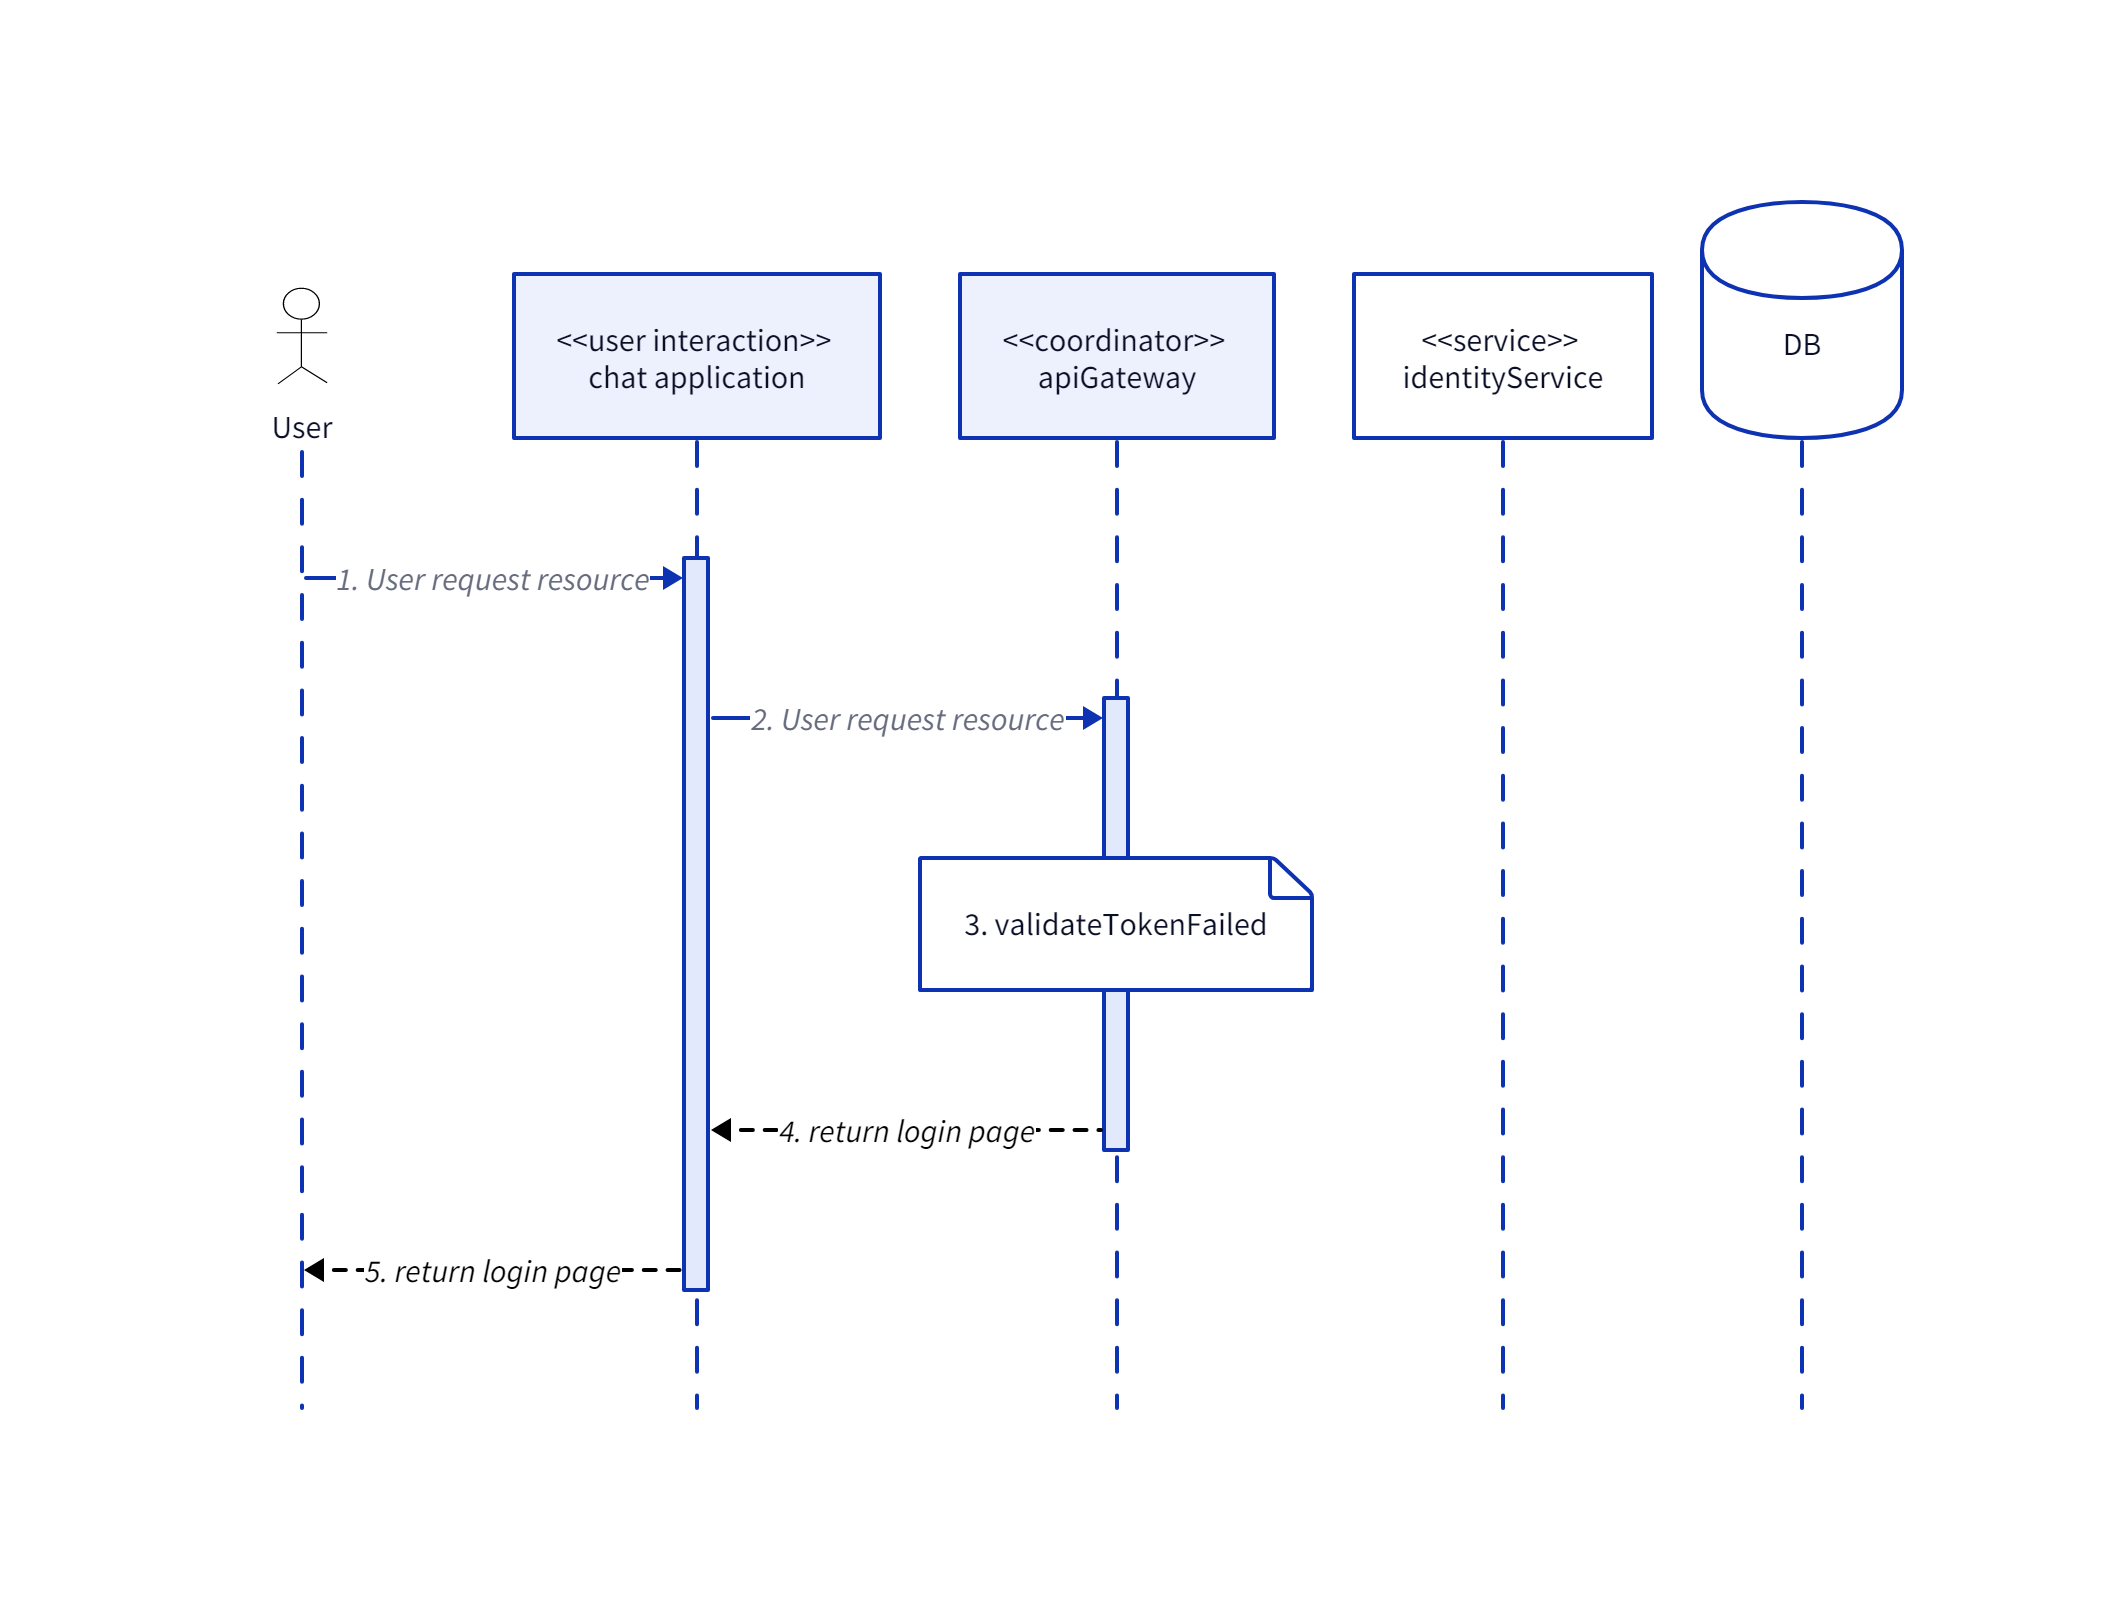 User
<<user interaction>>
chat application
<<coordinator>>
apiGateway
<<service>>
identityService
DB
1. User request resource
2. User request resource
3. validateTokenFailed
4. return login page
5. return login page